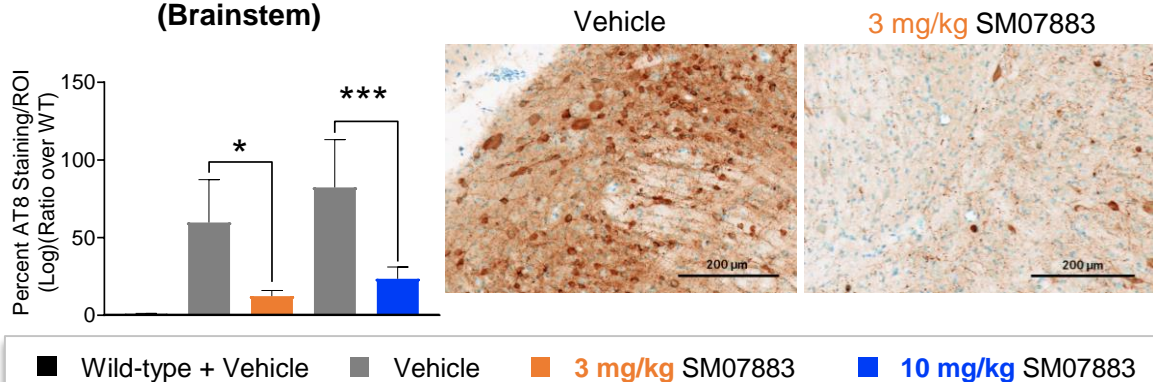 (Brainstem)
Percent AT8 Staining/ROI
(Log)(Ratio over WT)
150
100
50
0
*
***
Vehicle
3 mg/kg SM07883
200 µm
200 µm
Wild-type + Vehicle
Vehicle
3 mg/kg SM07883
10 mg/kg SM07883